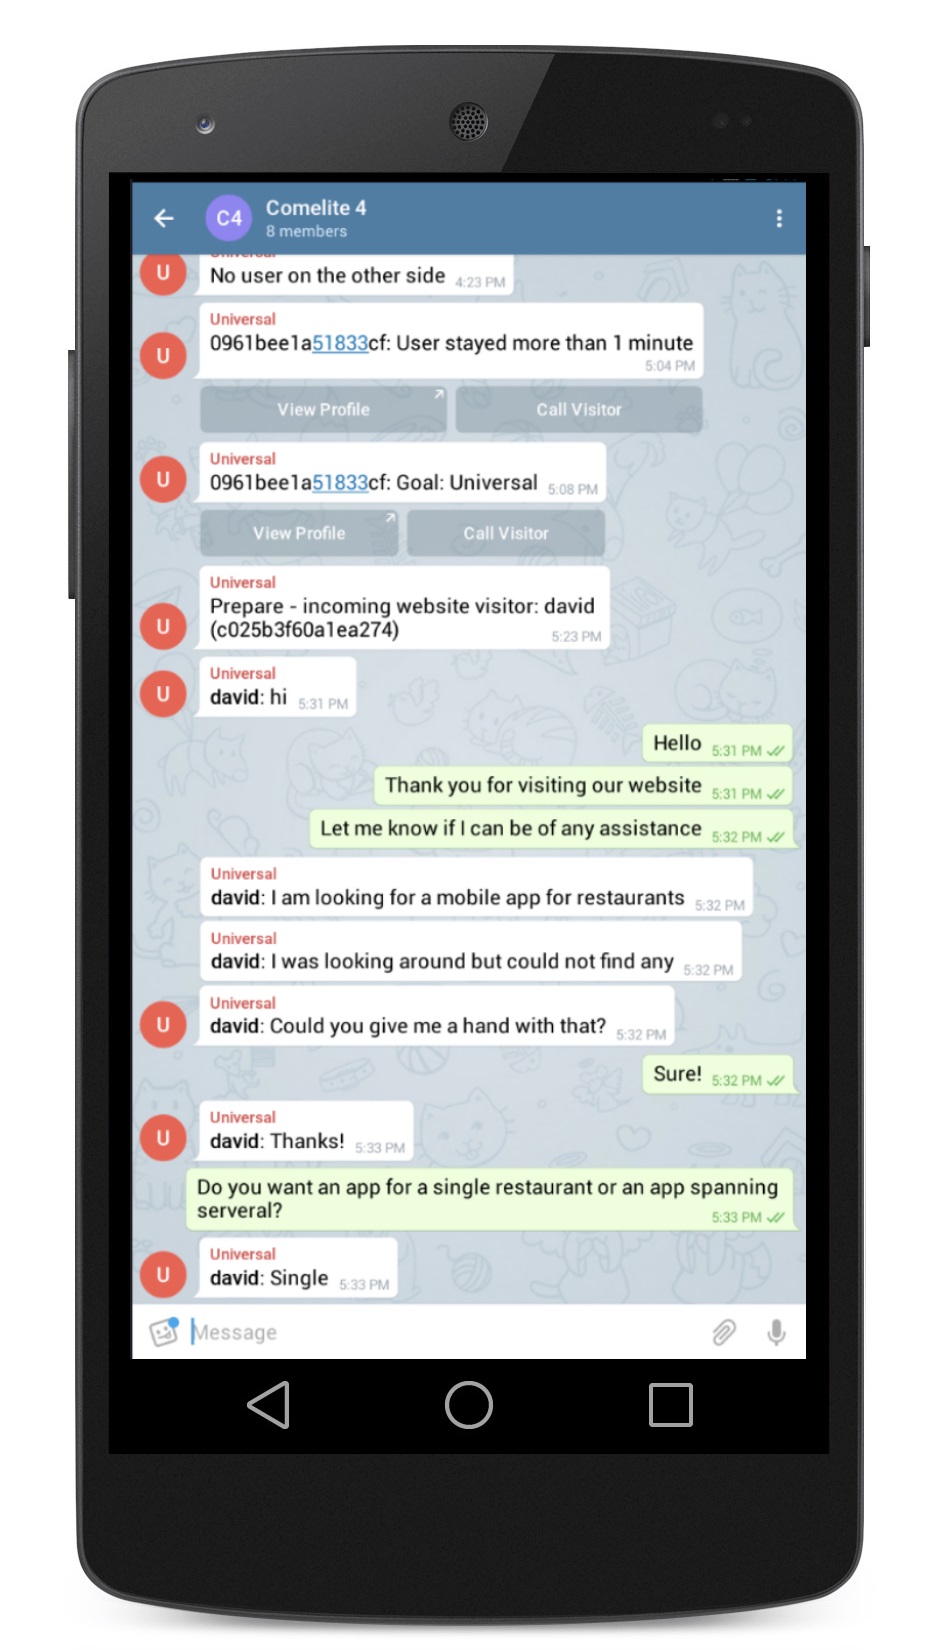 C4
Comelite 4
8 members
Universal
U
No user on the other side 4:23 PM
Universal
U
0961bee1a51833cf: User stayed more than 1 minute
5:04 PM
View Profile
Call Visitor
Universal
U
0961bee1a51833cf: Goal: Universal 5:08 PM
View Profile
Call Visitor
Universal
Prepare - incoming website visitor: david
U
(c025b3f60a1ea274) 5:23 PM
Universal
U
david: hi 5:31 PM
Hello 5:31 PM
Thank you for visiting our website 5:31 PM
Let me know if I can be of any assistance 5:32 PM
Universal
david: I am looking for a mobile app for restaurants 5:32 PM
Universal
david: I was looking around but could not find any 5:32 PM
Universal
U
david: Could you give me a hand with that? 5:32 PM
Sure! 5:32 PM
Universal
U
david: Thanks! 5:33 PM
Do you want an app for a single restaurant or an app spanning
serveral? 5:33 PM
Universal
U
david: Single 5:33 PM
Message